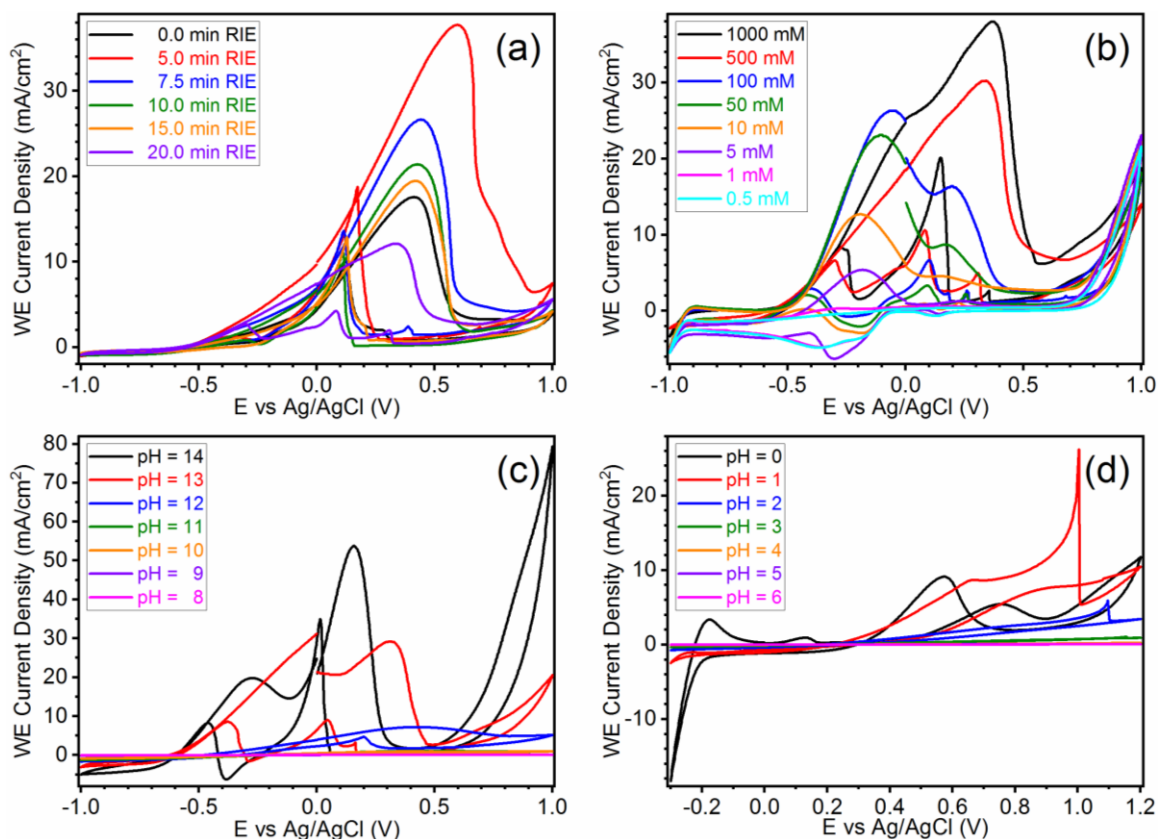 (a)
0.0 min RIE
5.0 min RIE
7.5 min RIE
10.0 min RIE
15.0 min RIE
20.0 min RIE
WE Current Density (mA/cm²)
30
20
10
0
-1.0 -0.5 0.0 0.5 1.0
E vs Ag/AgCl (V)
(b)
1000 mM
500 mM
100 mM
50 mM
10 mM
5 mM
1 mM
0.5 mM
WE Current Density (mA/cm²)
40
30
20
10
0
-1.0 -0.5 0.0 0.5 1.0
E vs Ag/AgCl (V)
(c)
pH = 14
pH = 13
pH = 12
pH = 11
pH = 10
pH = 9
pH = 8
WE Current Density (mA/cm²)
80
70
60
50
40
30
20
10
0
-1.0 -0.5 0.0 0.5 1.0
E vs Ag/AgCl (V)
(d)
pH = 0
pH = 1
pH = 2
pH = 3
pH = 4
pH = 5
pH = 6
WE Current Density (mA/cm²)
20
10
0
-10
-0.2 0.0 0.2 0.4 0.6 0.8 1.0 1.2
E vs Ag/AgCl (V)